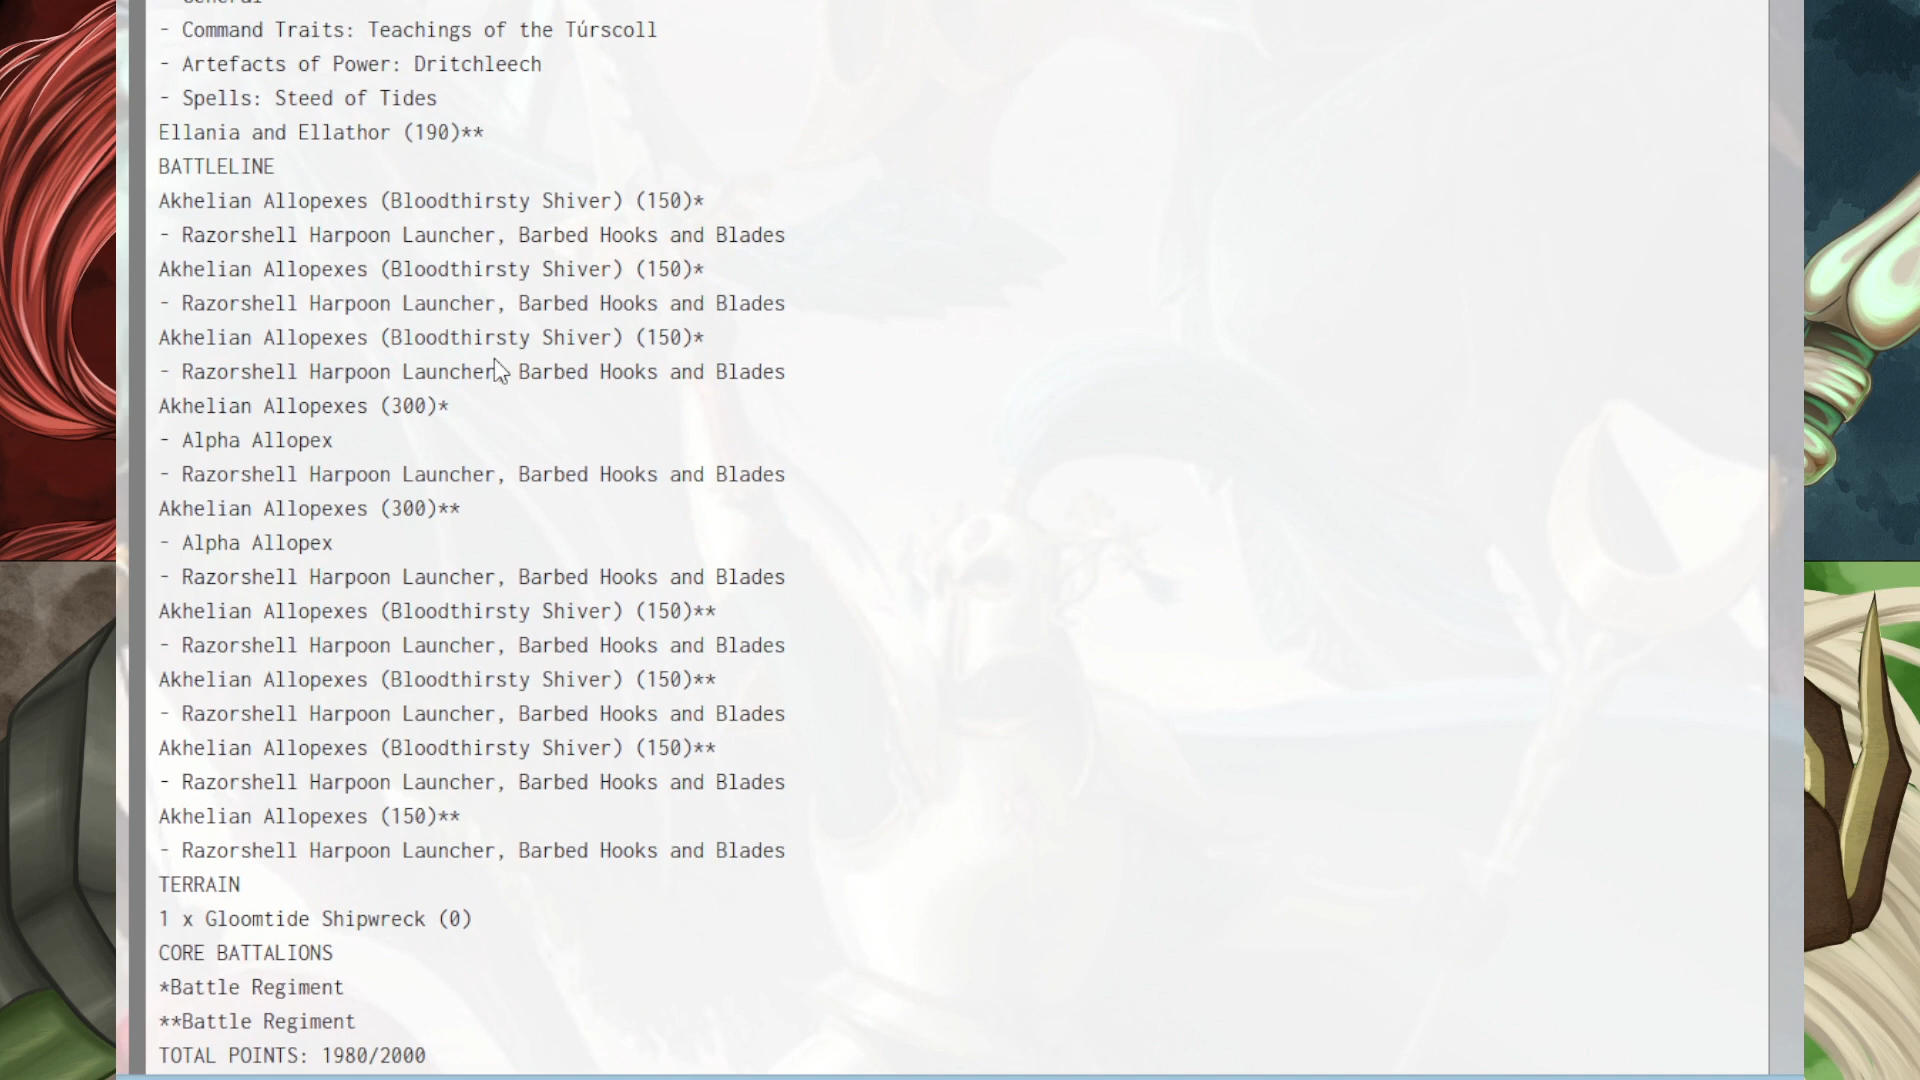 - General
- Command Traits: Teachings of the Túrscoll
- Artefacts of Power: Dritchleech
- Spells: Steed of Tides
Ellania and Ellathor (190)**
BATTLELINE
Akhelian Allopexes (Bloodthirsty Shiver) (150)*
- Razorshell Harpoon Launcher, Barbed Hooks and Blades
Akhelian Allopexes (Bloodthirsty Shiver) (150)*
- Razorshell Harpoon Launcher, Barbed Hooks and Blades
Akhelian Allopexes (Bloodthirsty Shiver) (150)*
- Razorshell Harpoon Launcher, Barbed Hooks and Blades
Akhelian Allopexes (300)*
- Alpha Allopex
- Razorshell Harpoon Launcher, Barbed Hooks and Blades
Akhelian Allopexes (300)**
- Alpha Allopex
- Razorshell Harpoon Launcher, Barbed Hooks and Blades
Akhelian Allopexes (Bloodthirsty Shiver) (150)**
- Razorshell Harpoon Launcher, Barbed Hooks and Blades
Akhelian Allopexes (Bloodthirsty Shiver) (150)**
- Razorshell Harpoon Launcher, Barbed Hooks and Blades
Akhelian Allopexes (Bloodthirsty Shiver) (150)**
- Razorshell Harpoon Launcher, Barbed Hooks and Blades
Akhelian Allopexes (150)**
- Razorshell Harpoon Launcher, Barbed Hooks and Blades
TERRAIN
1 x Gloomtide Shipwreck (0)
CORE BATTALIONS
*Battle Regiment
**Battle Regiment
TOTAL POINTS: 1980/2000